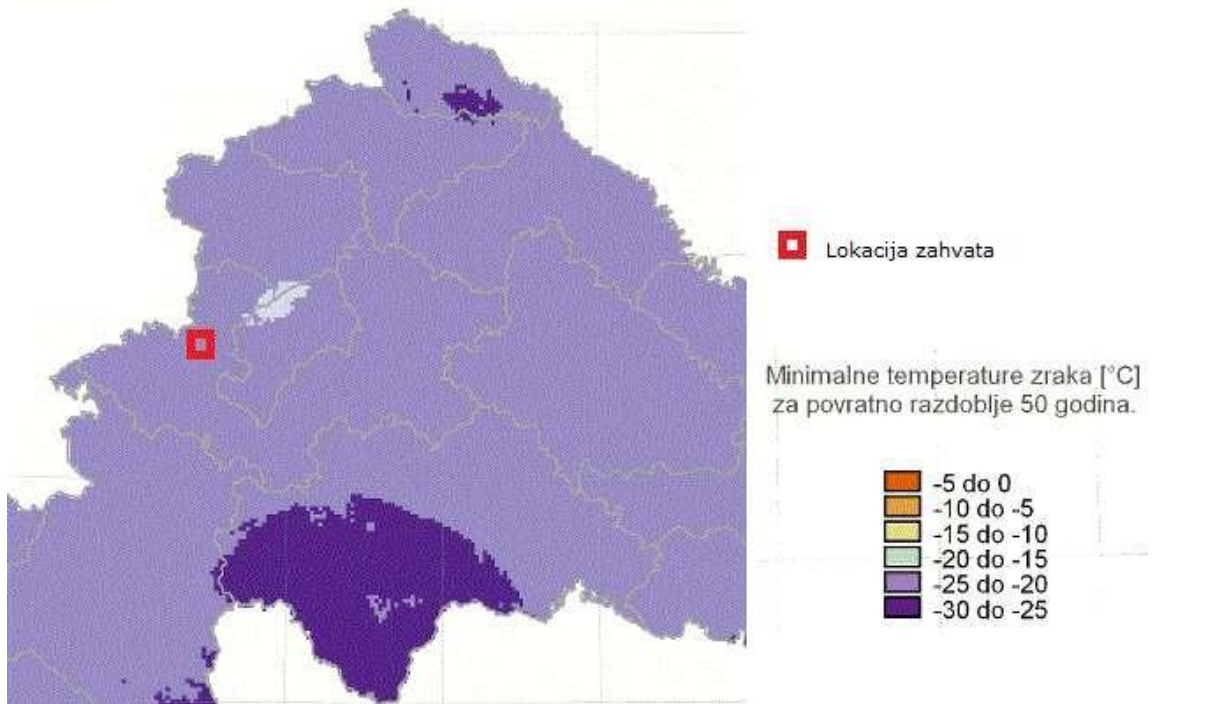 Lokacija zahvata
Minimalne temperature zraka [°C]
za povratno razdoblje 50 godina.
-5 do 0
-10 do -5
-15 do -10
-20 do -15
-25 do -20
-30 do -25